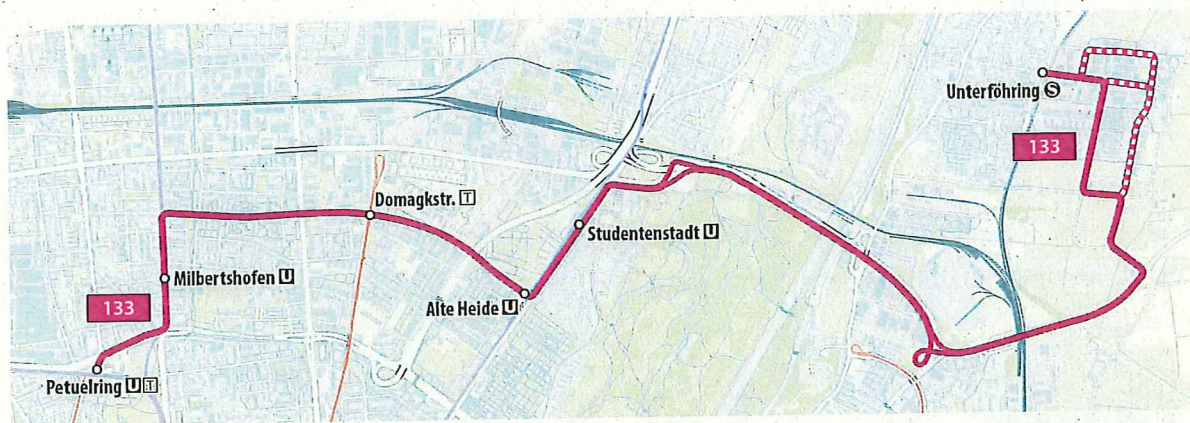 Unterföhring S
133
Domagkstr. T
Studentenstadt U
Milbertshofen U
Alte Heide U
133
Petuelring U T